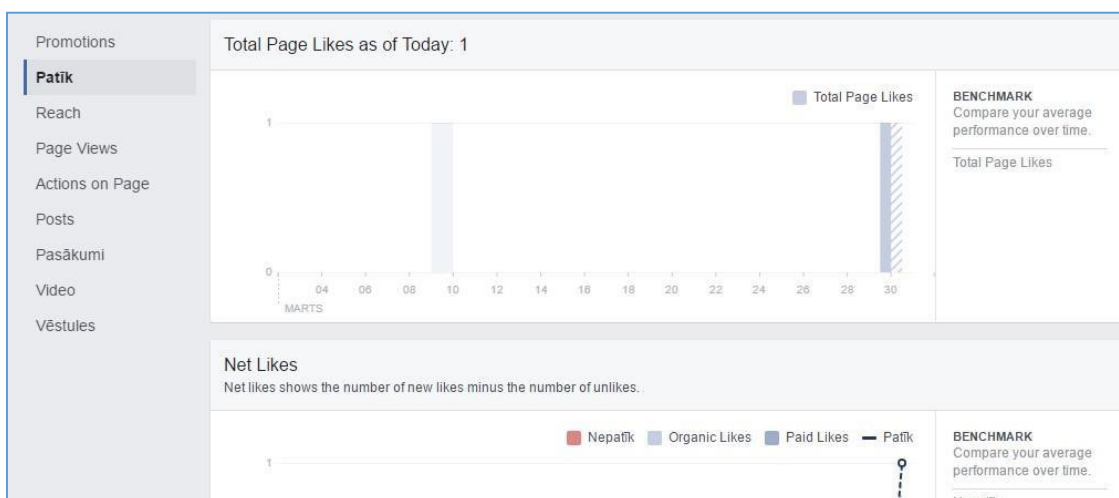 Promotions
Patīk
Reach
Page Views
Actions on Page
Posts
Pasākumi
Video
Vēstules
Total Page Likes as of Today: 1
Total Page Likes
1
0
04 06 08 10 12 14 16 18 20 22 24 26 28 30
MARTS
BENCHMARK
Compare your average
performance over time.
Total Page Likes
Net Likes
Net likes shows the number of new likes minus the number of unlikes.
Nepatīk Organic Likes Paid Likes Patīk
1
BENCHMARK
Compare your average
performance over time.